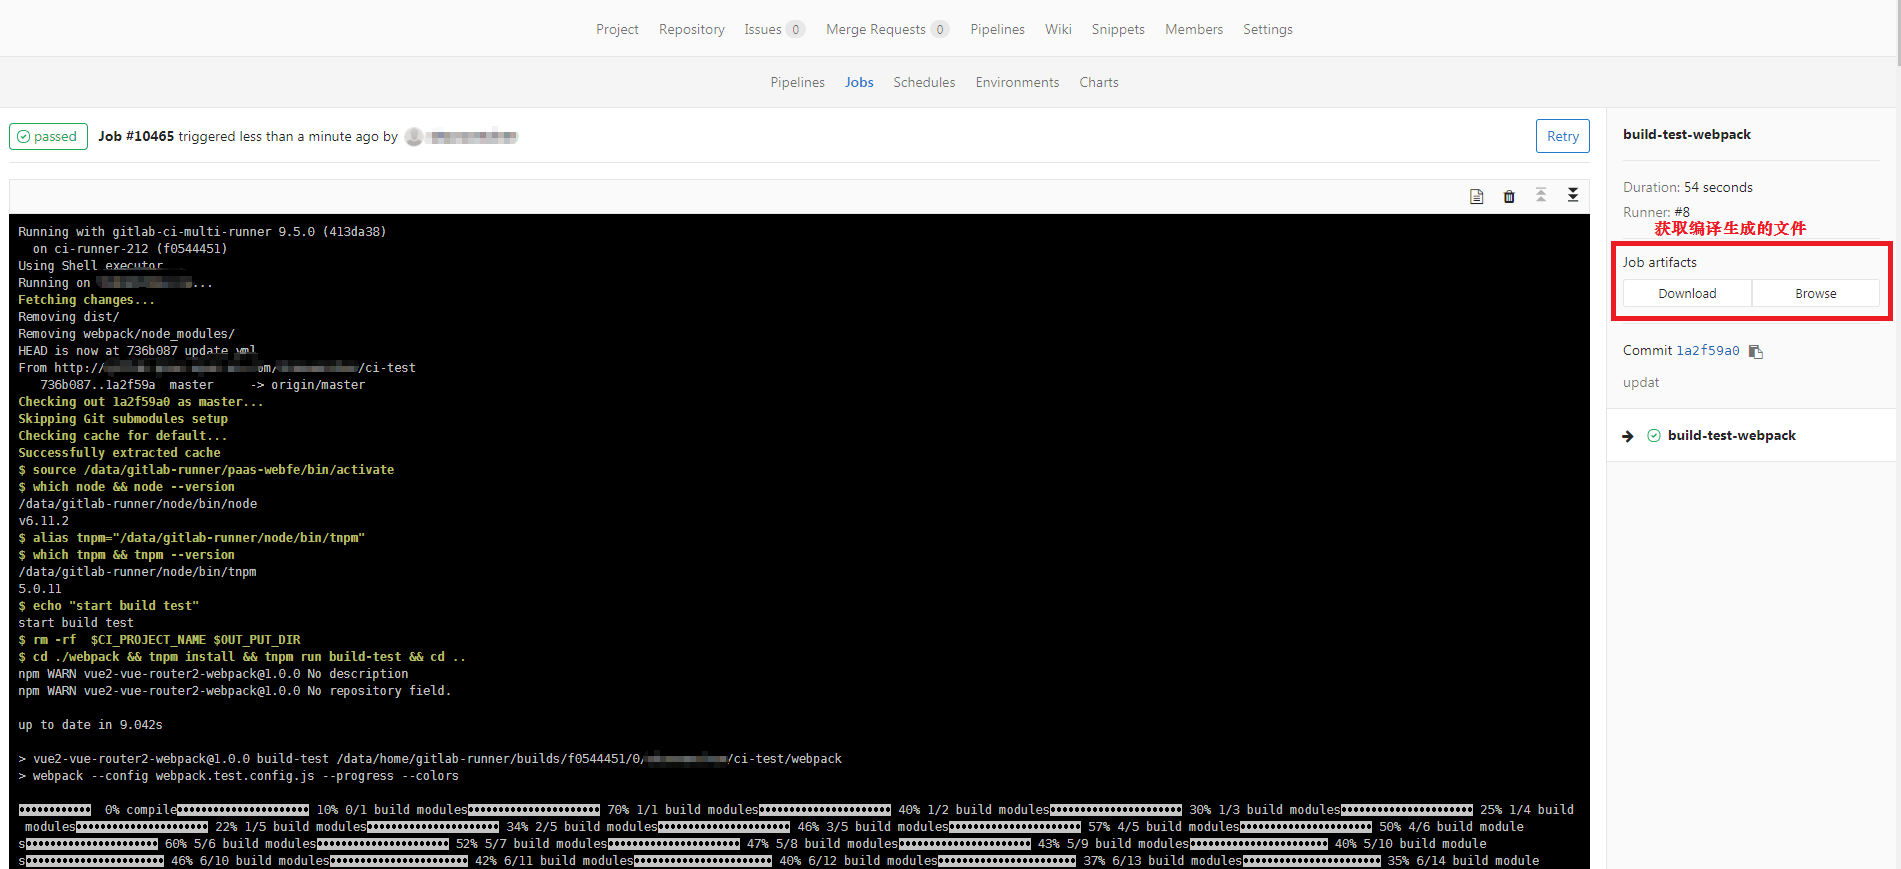 Project Repository Issues 0 Merge Requests 0 Pipelines Wiki Snippets Members Settings
Pipelines Jobs Schedules Environments Charts
passed Job #10465 triggered less than a minute ago by
Retry
Running with gitlab-ci-multi-runner 9.5.0 (413da38)
on ci-runner-212 (f0544451)
Using Shell executor
Running on ...
Fetching changes...
Removing dist/
Removing webpack/node_modules/
HEAD is now at 736b087 update yml
From http:// om/ /ci-test
736b087..1a2f59a master -> origin/master
Checking out 1a2f59a0 as master...
Skipping Git submodules setup
Checking cache for default...
Successfully extracted cache
$ source /data/gitlab-runner/paas-webfe/bin/activate
$ which node && node --version
/data/gitlab-runner/node/bin/node
v6.11.2
$ alias tnpm="/data/gitlab-runner/node/bin/tnpm"
$ which tnpm && tnpm --version
/data/gitlab-runner/node/bin/tnpm
5.0.11
$ echo "start build test"
start build test
$ rm -rf $CI_PROJECT_NAME $OUT_PUT_DIR
$ cd ./webpack && tnpm install && tnpm run build-test && cd ..
npm WARN vue2-vue-router2-webpack@1.0.0 No description
npm WARN vue2-vue-router2-webpack@1.0.0 No repository field.
up to date in 9.042s
> vue2-vue-router2-webpack@1.0.0 build-test /data/home/gitlab-runner/builds/f0544451/0/ /ci-test/webpack
> webpack --config webpack.test.config.js --progress --colors
0% compile 10% 0/1 build modules 70% 1/1 build modules 40% 1/2 build modules 30% 1/3 build modules 25% 1/4 build
modules 22% 1/5 build modules 34% 2/5 build modules 46% 3/5 build modules 57% 4/5 build modules 50% 4/6 build module
s 60% 5/6 build modules 52% 5/7 build modules 47% 5/8 build modules 43% 5/9 build modules 40% 5/10 build module
s 46% 6/10 build modules 42% 6/11 build modules 40% 6/12 build modules 37% 6/13 build modules 35% 6/14 build module
build-test-webpack
Duration: 54 seconds
Runner: #8
获取编译生成的文件
Job artifacts
Download Browse
Commit 1a2f59a0
updat
build-test-webpack